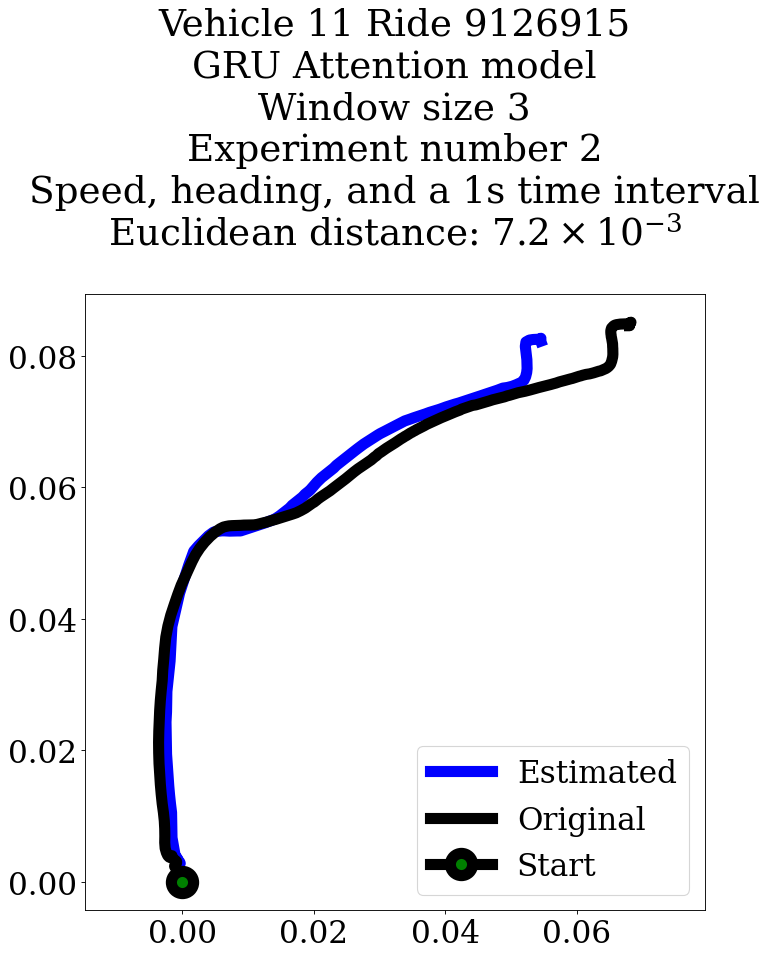 Vehicle 11 Ride 9126915
GRU Attention model
Window size 3
Experiment number 2
Speed, heading, and a 1s time interval
Euclidean distance: 7.2 × 10⁻³
0.08
0.06
0.04
0.02
0.00
0.00 0.02 0.04 0.06
Estimated
Original
Start